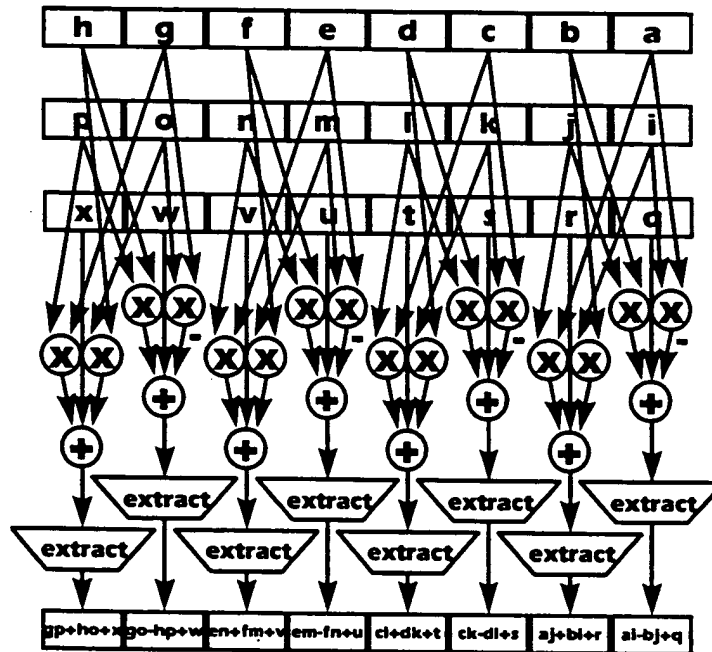 h g f e d c b a
p o n m l k j i
x w v u t s r q
X X X X X X X X
- - - -
X X X X X X X X
+ + + +
+ + + +
extract extract extract extract
extract extract extract extract
gp+ho+x go-hp+w en+fm+v em-fn+u cl+dk+t ck-dl+s aj+bi+r ai-bj+q